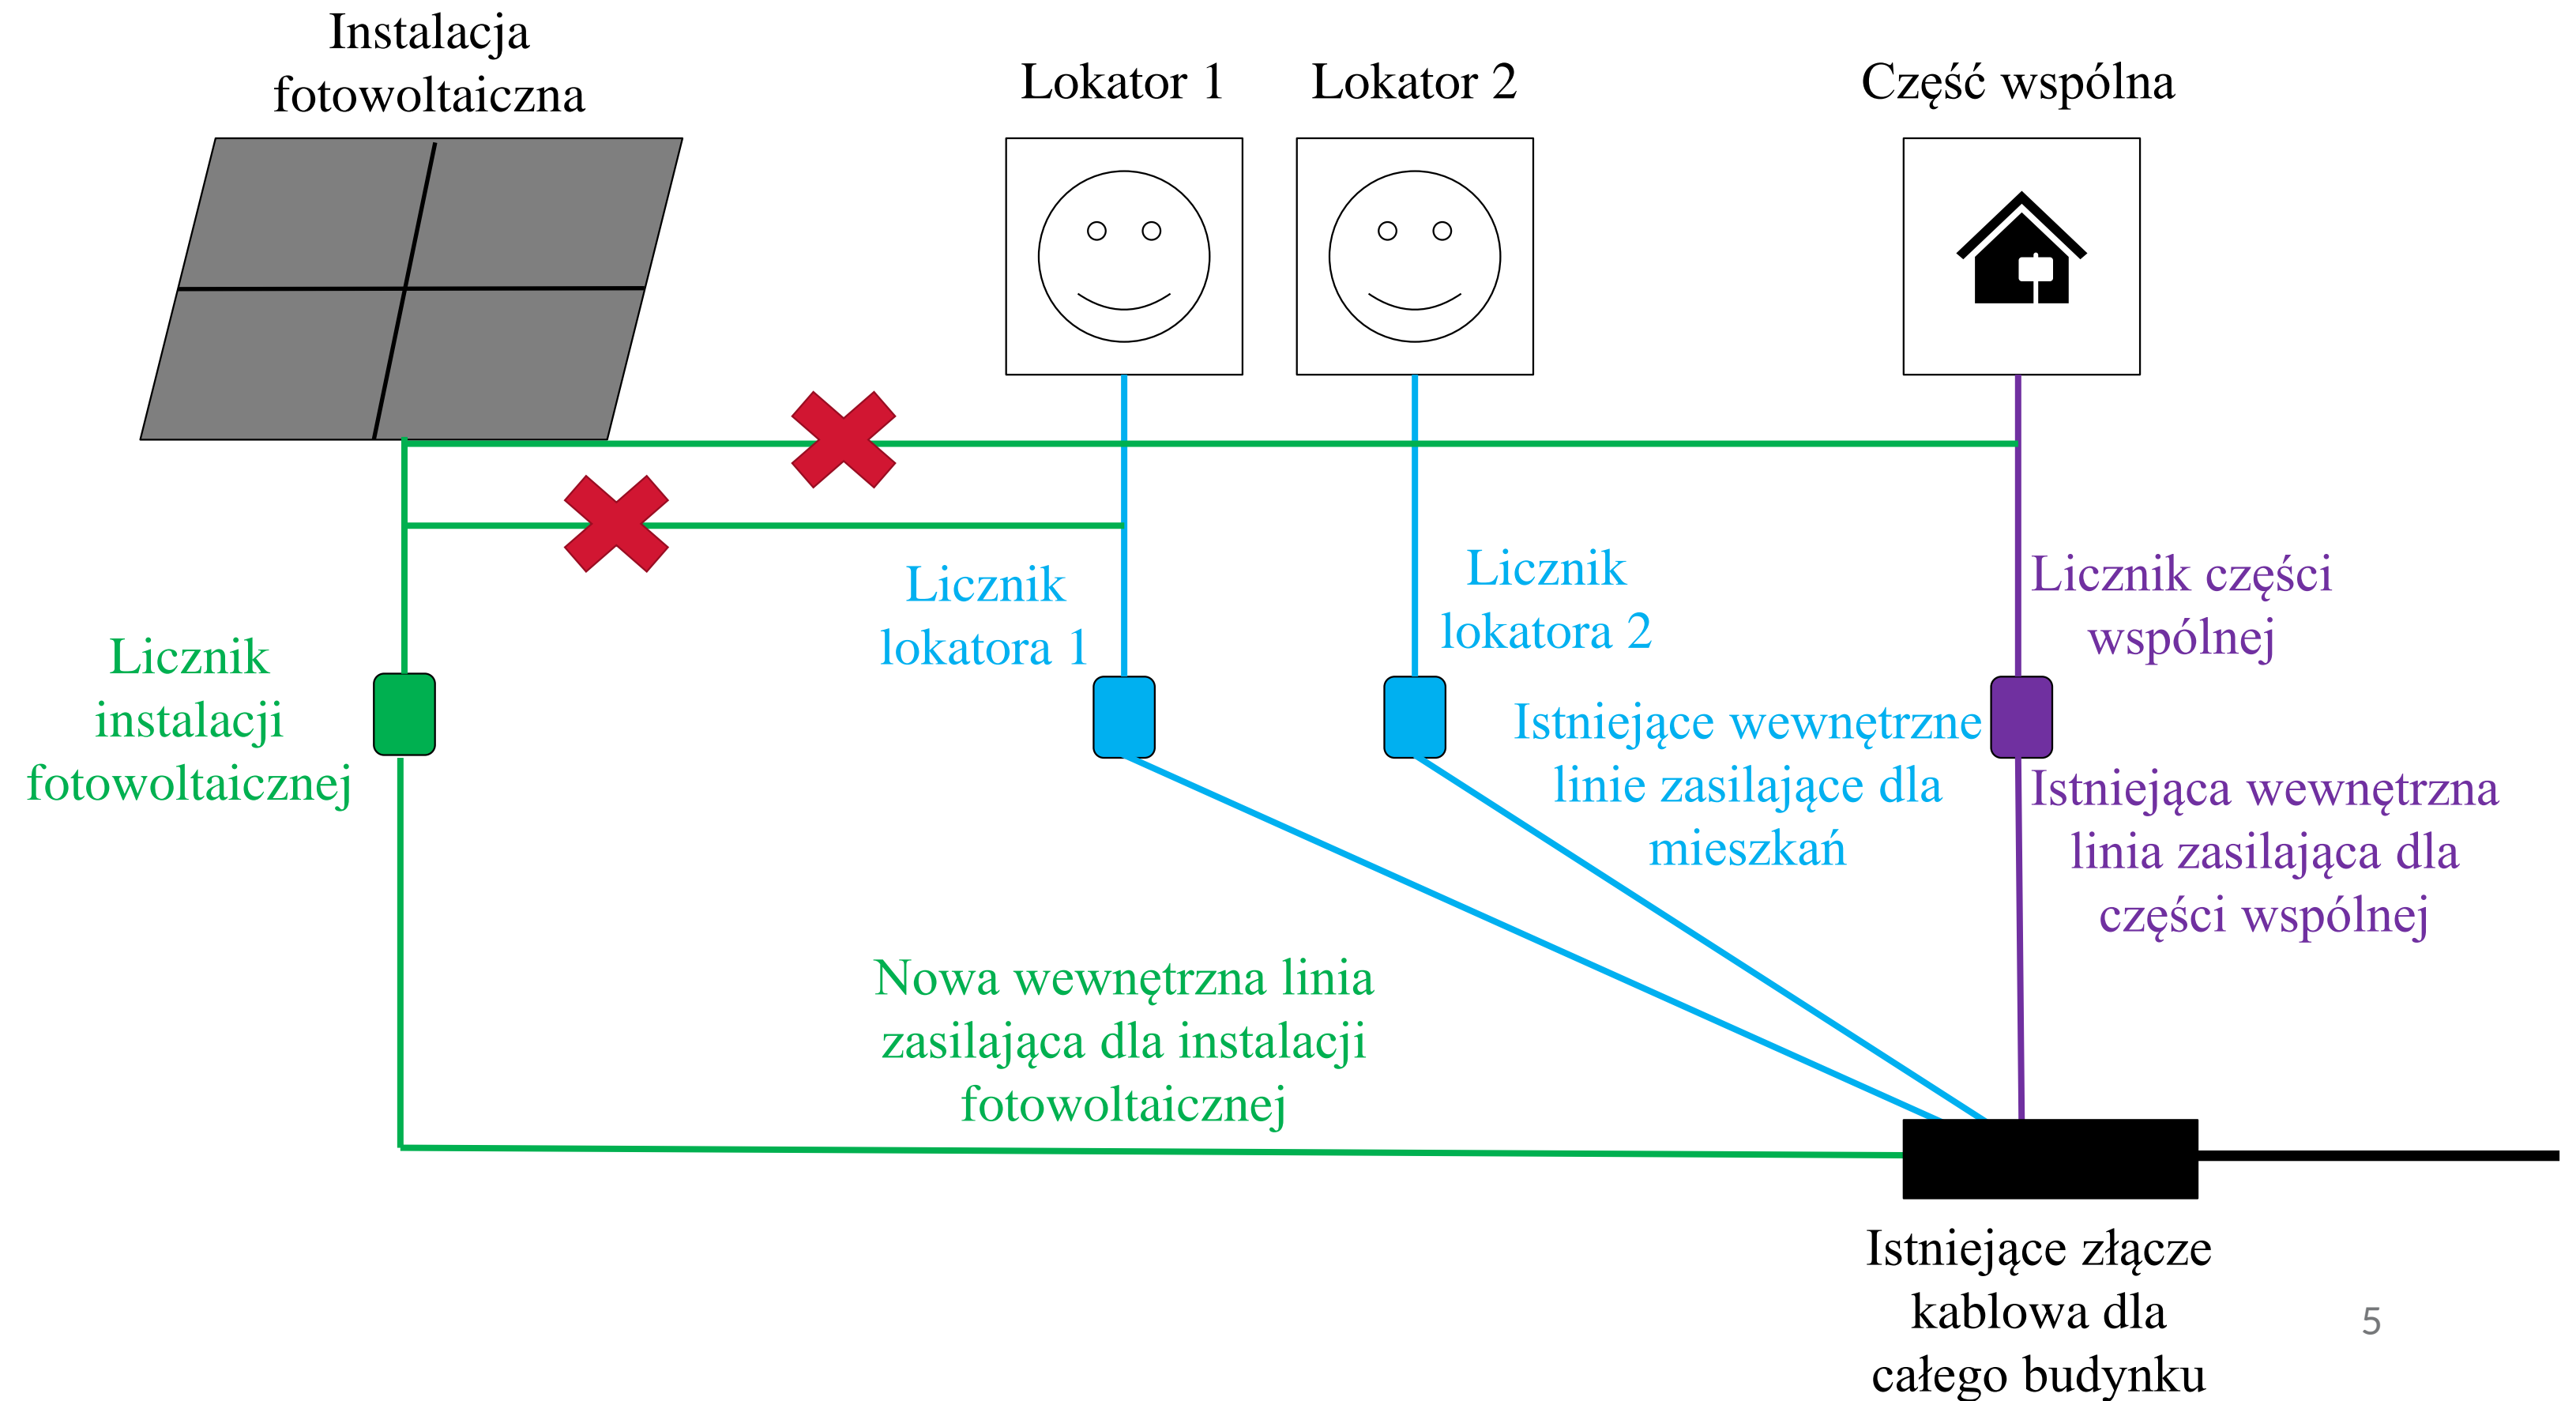 Instalacja
fotowoltaiczna
Lokator 1
Lokator 2
Część wspólna
Licznik
lokatora 1
Licznik
lokatora 2
Licznik części
wspólnej
Licznik
instalacji
fotowoltaicznej
Istniejące wewnętrzne
linie zasilające dla
mieszkań
Istniejąca wewnętrzna
linia zasilająca dla
części wspólnej
Nowa wewnętrzna linia
zasilająca dla instalacji
fotowoltaicznej
Istniejące złącze
kablowa dla
całego budynku
5